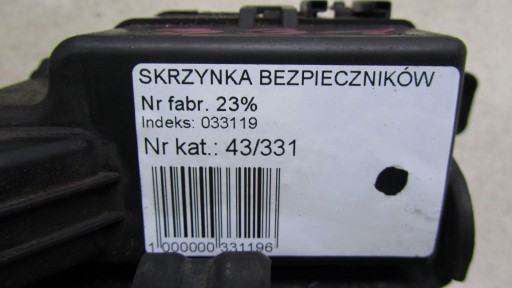 SKRZYNKA BEZPIECZNIKÓW
Nr fabr. 23%
Indeks: 033119
Nr kat.: 43/331
1 000000 331196